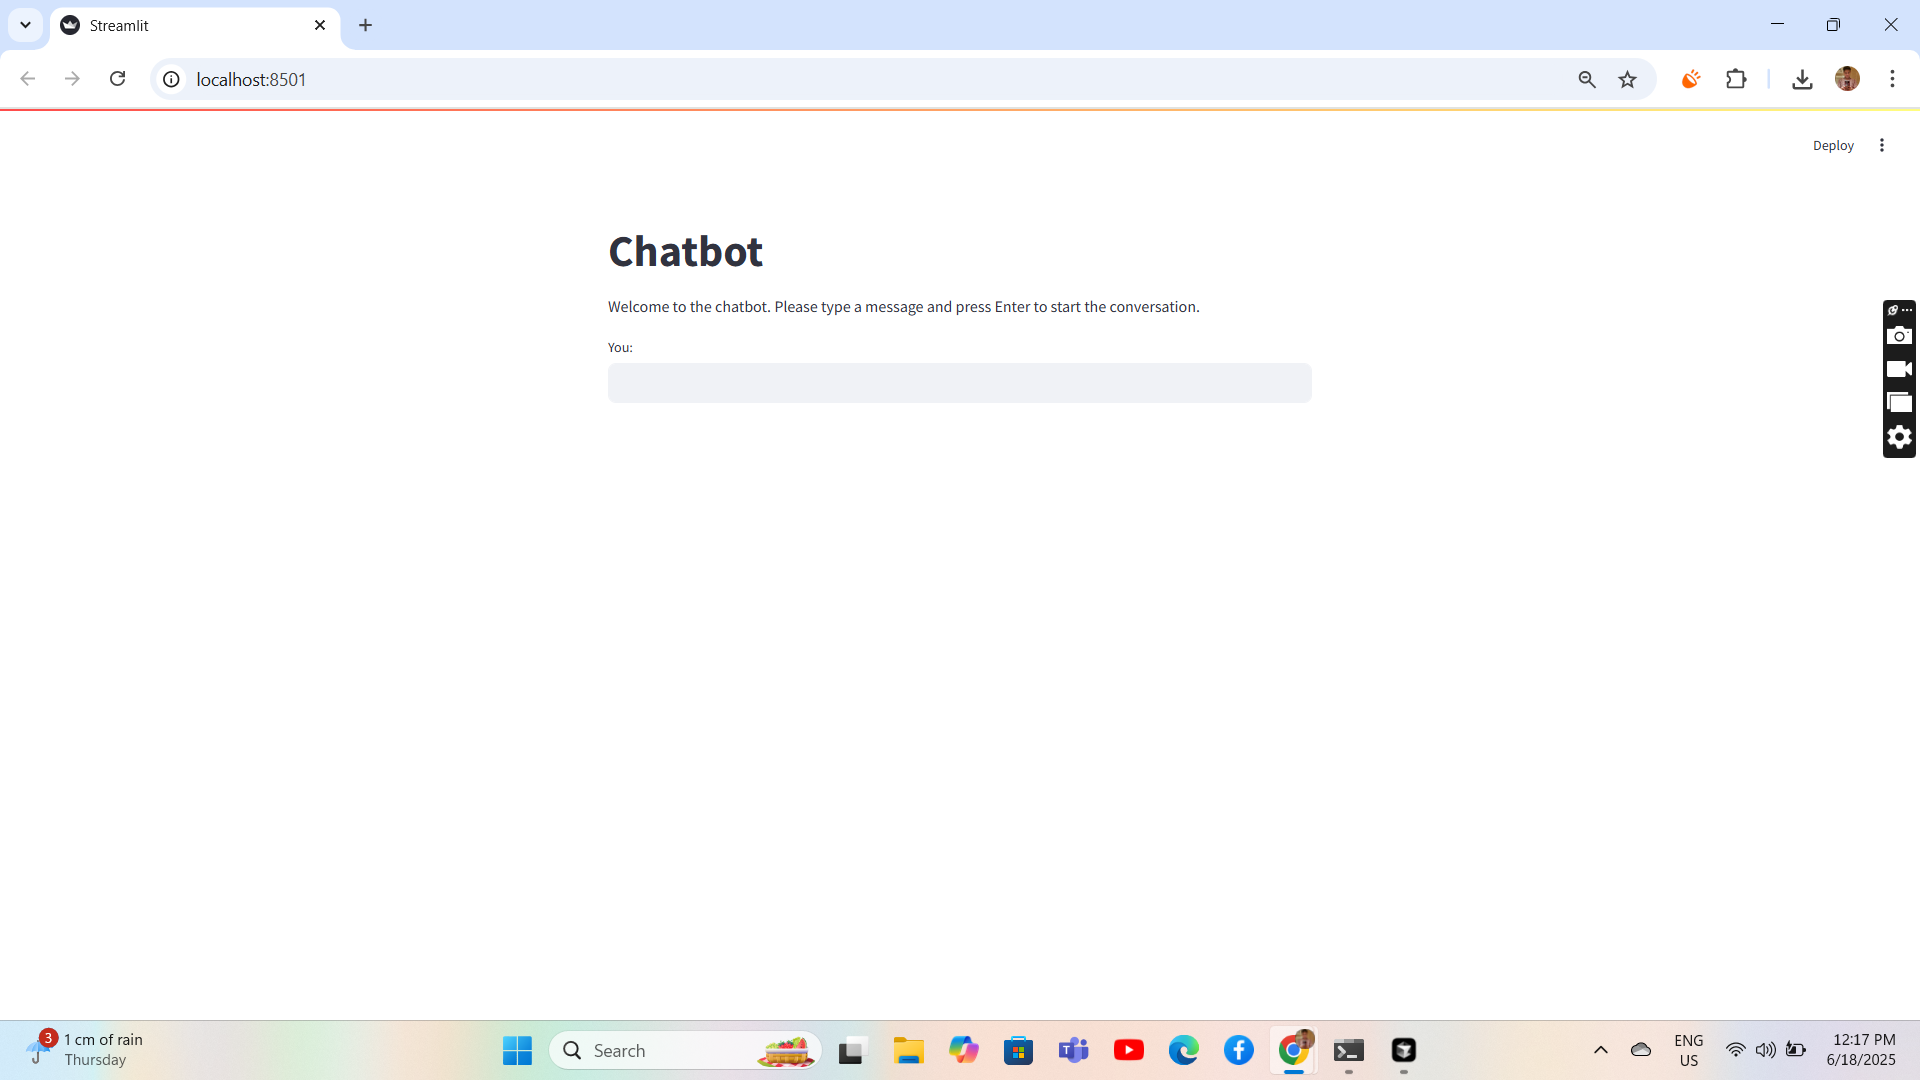 Streamlit
localhost:8501
Deploy
Chatbot
Welcome to the chatbot. Please type a message and press Enter to start the conversation.
You:
3
1 cm of rain
Thursday
Search
ENG
US
12:17 PM
6/18/2025